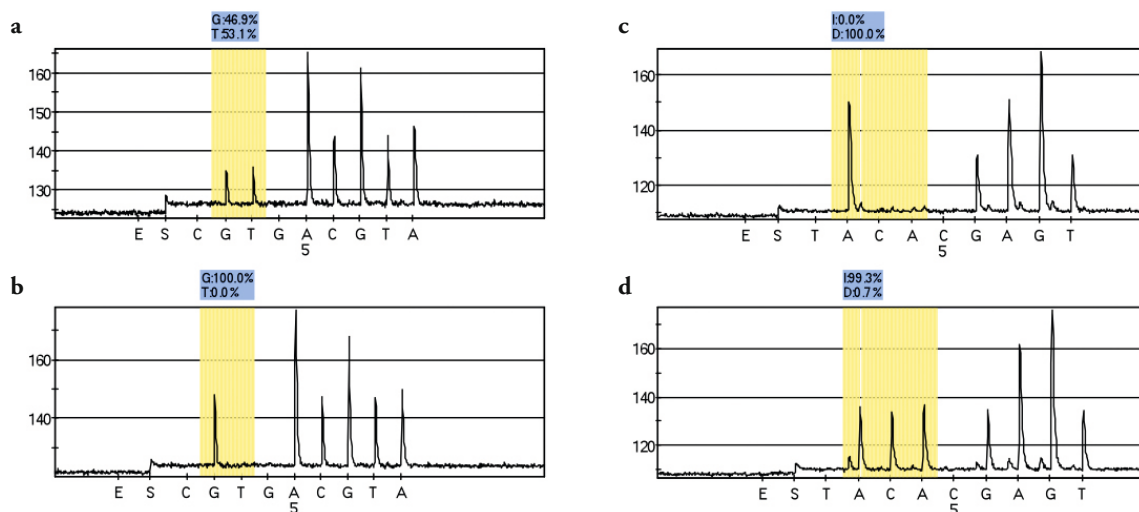 a
G:46.9%
T:53.1%
160
150
140
130
E S C G T G A C G T A
5
b
G:100.0%
T:0.0%
160
140
E S C G T G A C G T A
5
c
I:0.0%
D:100.0%
160
140
120
E S T A C A C G A G T
5
d
I:99.3%
D:0.7%
160
140
120
E S T A C A C G A G T
5